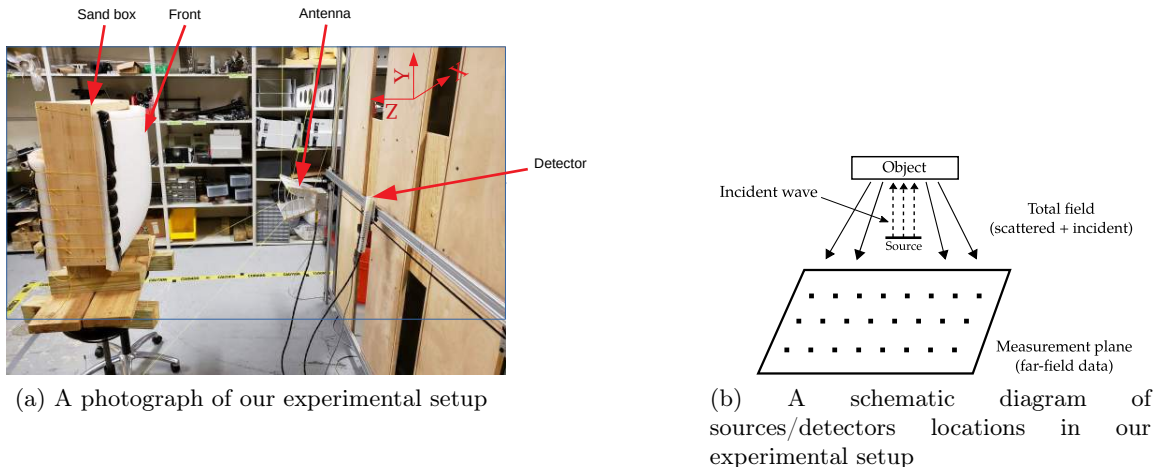 Sand box
Front
Antenna
Y
X
Z
Detector
CAUTION
(a) A photograph of our experimental setup
Object
Incident wave
Source
Total field
(scattered + incident)
Measurement plane
(far-field data)
(b) A schematic diagram of
sources/detectors locations in our
experimental setup